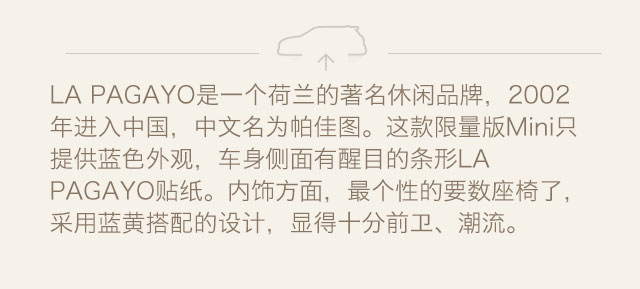 LA PAGAYO是一个荷兰的著名休闲品牌，2002
年进入中国，中文名为帕佳图。这款限量版Mini只
提供蓝色外观，车身侧面有醒目的条形LA
PAGAYO贴纸。内饰方面，最个性的要数座椅了，
采用蓝黄搭配的设计，显得十分前卫、潮流。